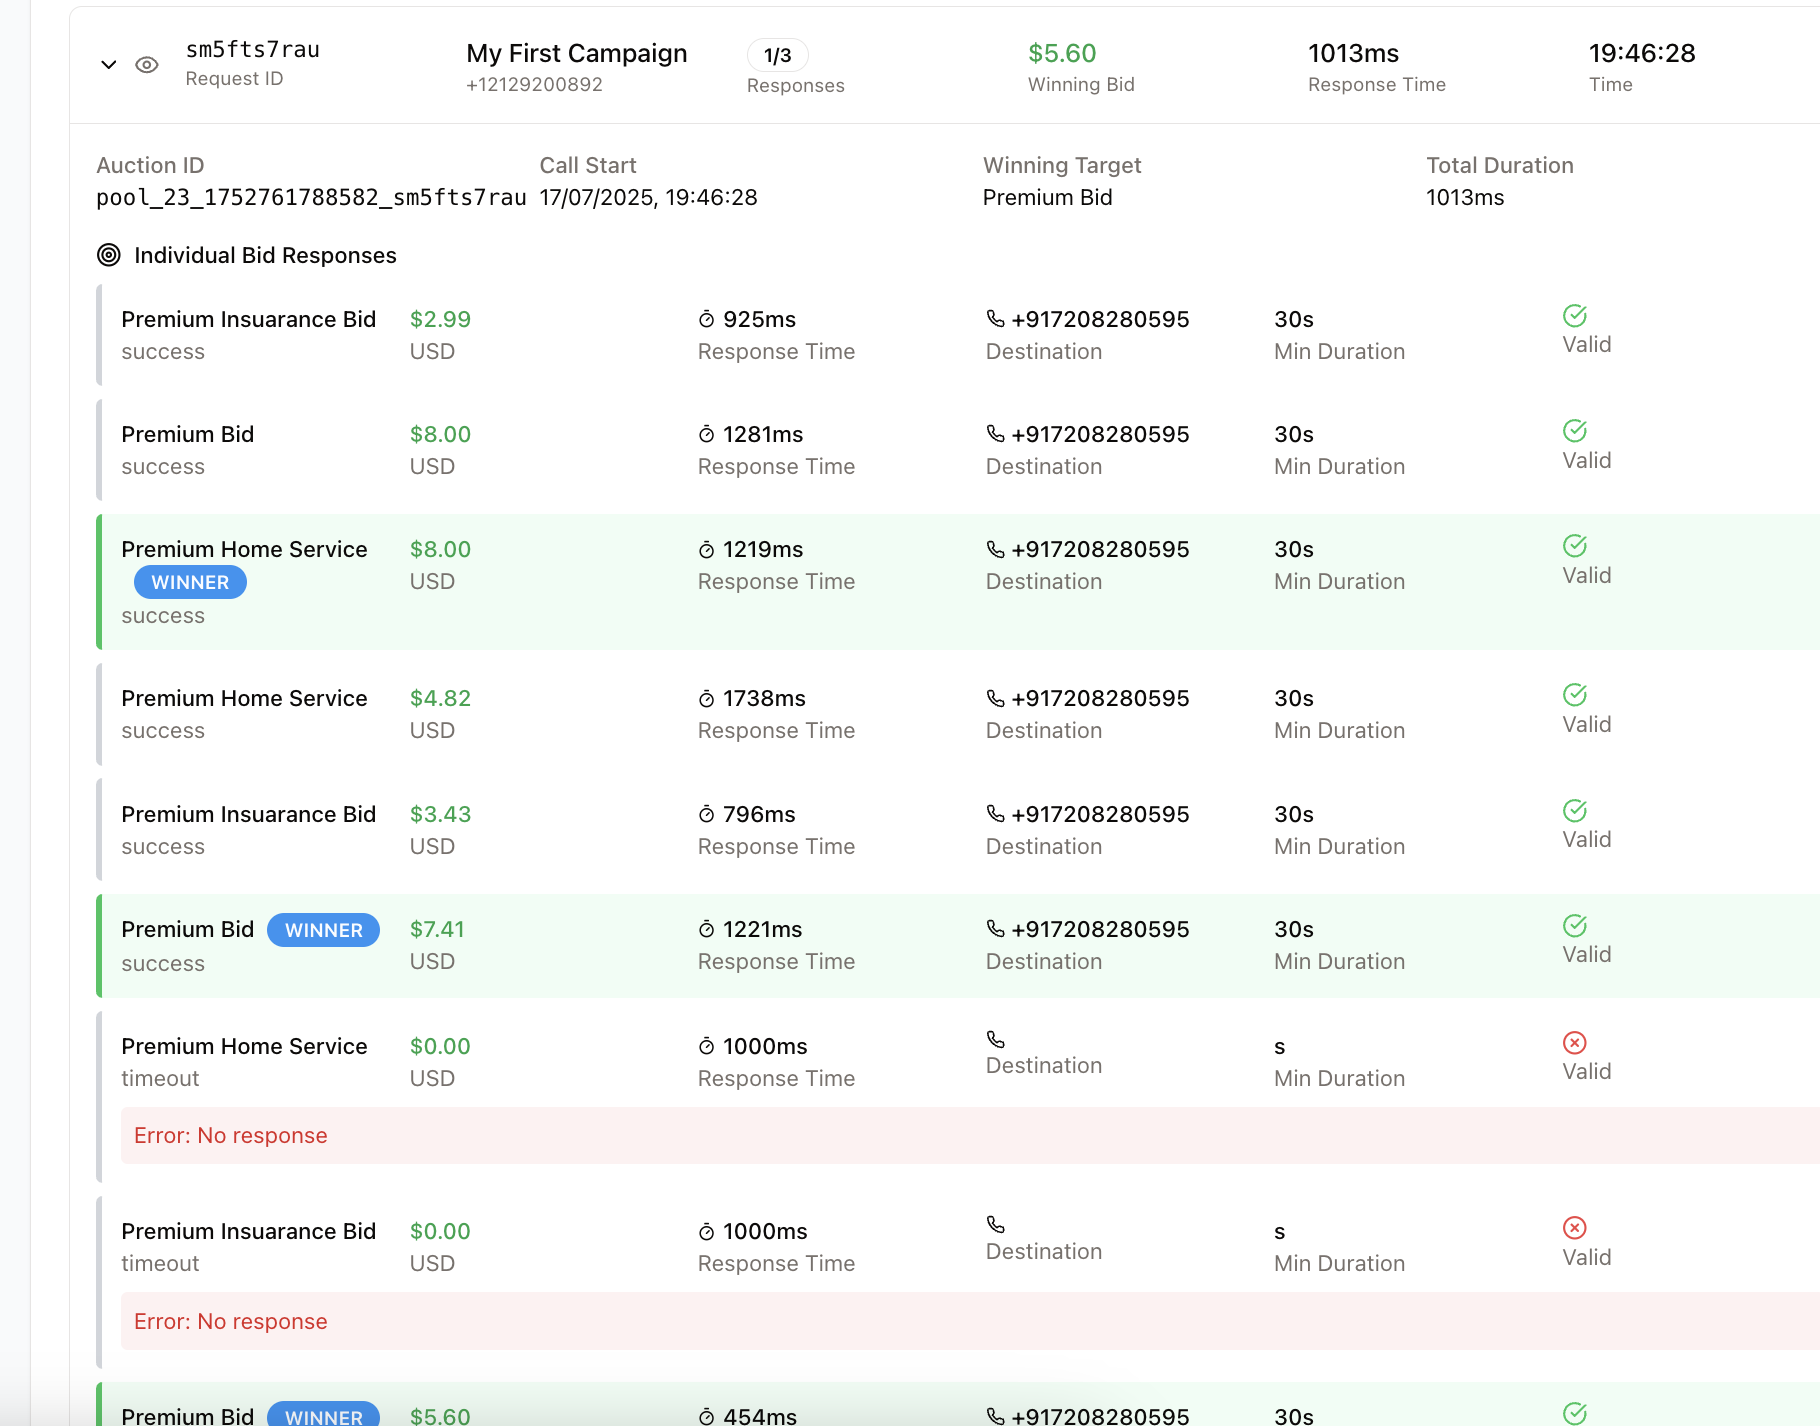 sm5fts7rau My First Campaign 1/3 $5.60 1013ms 19:46:28
Request ID +12129200892 Responses Winning Bid Response Time Time
Auction ID Call Start Winning Target Total Duration
pool_23_1752761788582_sm5fts7rau 17/07/2025, 19:46:28 Premium Bid 1013ms
Individual Bid Responses
Premium Insuarance Bid $2.99 925ms +917208280595 30s
success USD Response Time Destination Min Duration Valid
Premium Bid $8.00 1281ms +917208280595 30s
success USD Response Time Destination Min Duration Valid
Premium Home Service $8.00 1219ms +917208280595 30s
WINNER USD Response Time Destination Min Duration Valid
success
Premium Home Service $4.82 1738ms +917208280595 30s
success USD Response Time Destination Min Duration Valid
Premium Insuarance Bid $3.43 796ms +917208280595 30s
success USD Response Time Destination Min Duration Valid
Premium Bid WINNER $7.41 1221ms +917208280595 30s
success USD Response Time Destination Min Duration Valid
Premium Home Service $0.00 1000ms s
timeout USD Response Time Destination Min Duration Valid
Error: No response
Premium Insuarance Bid $0.00 1000ms s
timeout USD Response Time Destination Min Duration Valid
Error: No response
Premium Bid WINNER $5.60 454ms +917208280595 30s